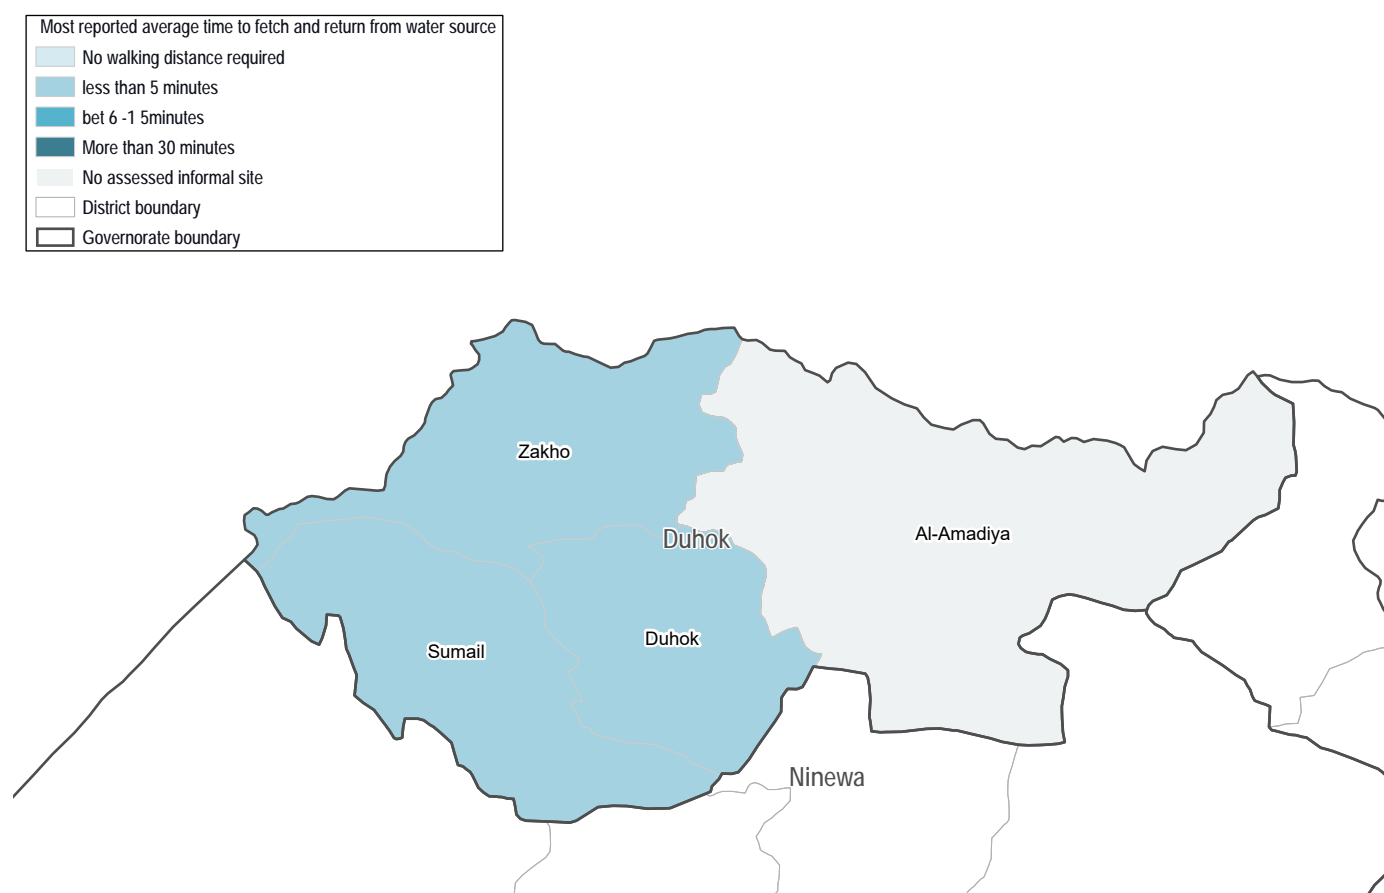 Most reported average time to fetch and return from water source
No walking distance required
less than 5 minutes
bet 6 -1 5minutes
More than 30 minutes
No assessed informal site
District boundary
Governorate boundary
Zakho
Al-Amadiya
Duhok
Duhok
Sumail
Ninewa